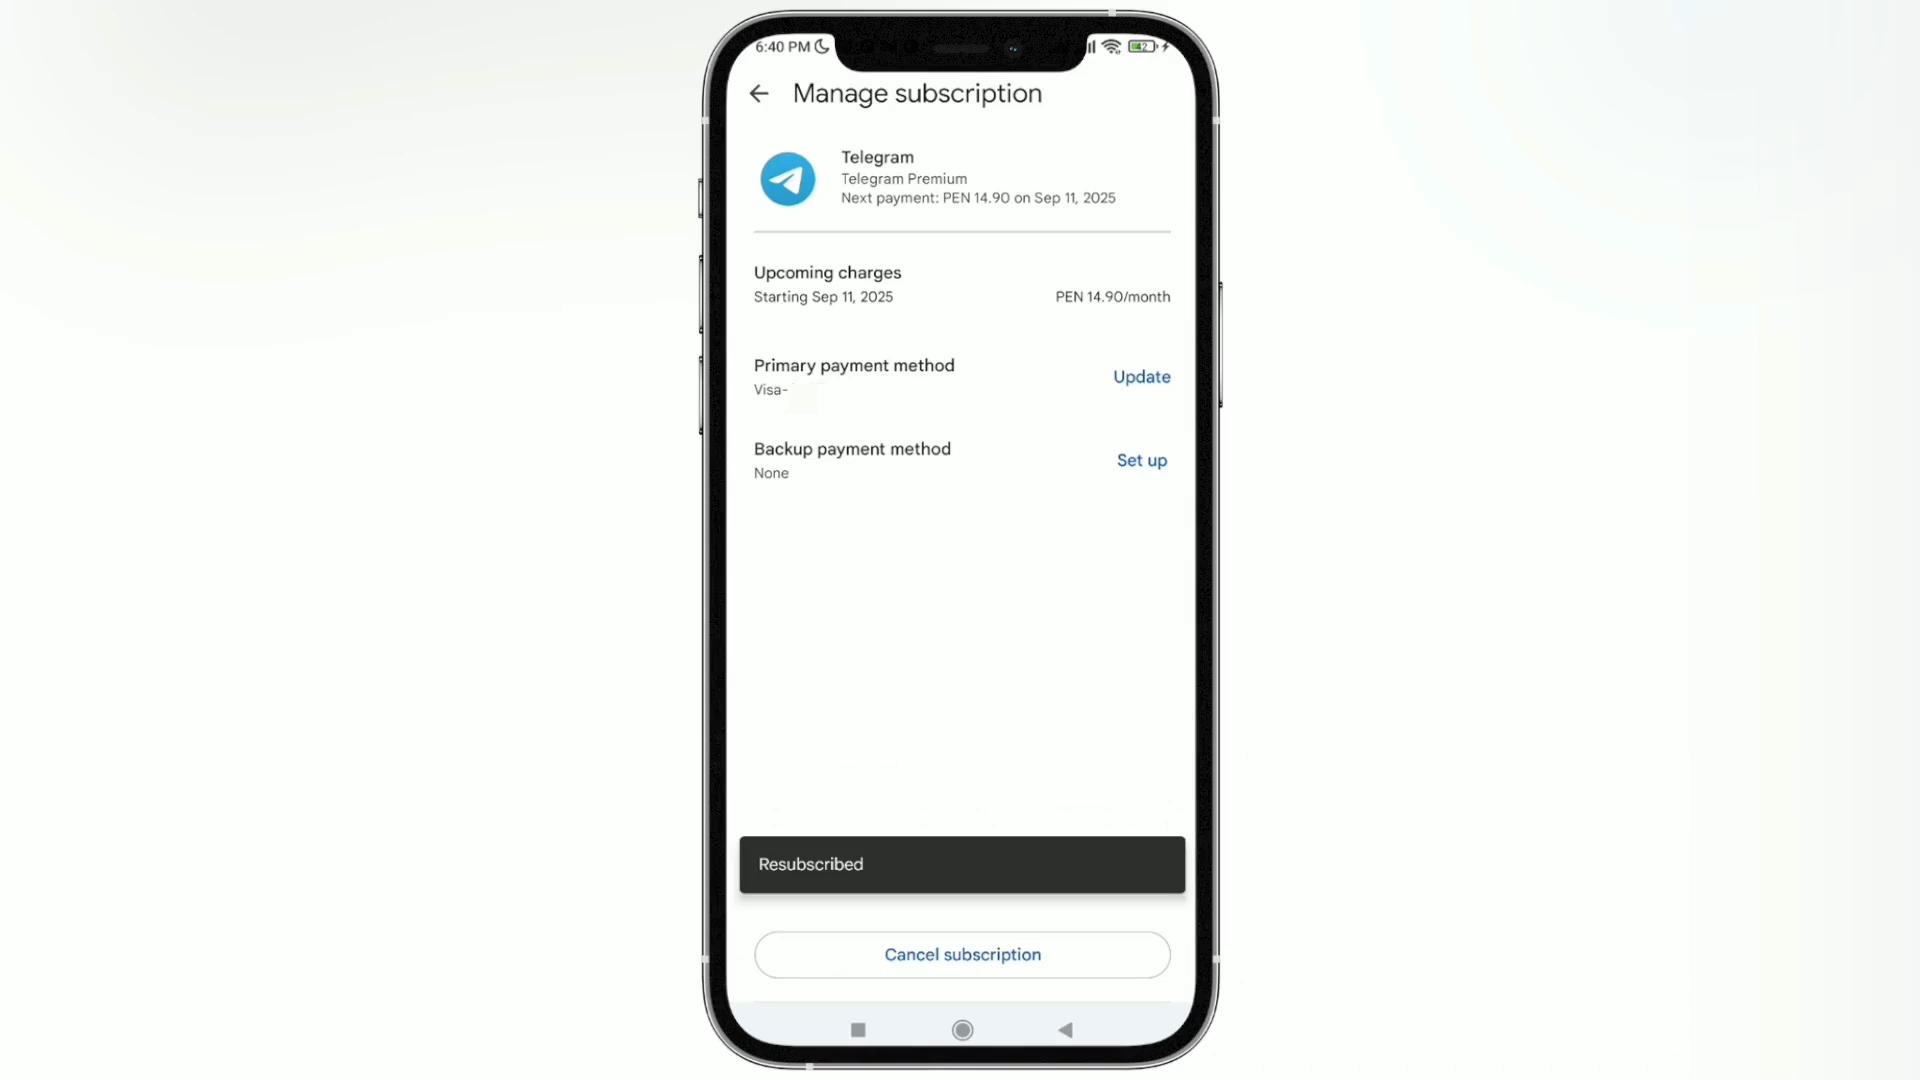 6:40 PM
42
Manage subscription
Telegram
Telegram Premium
Next payment: PEN 14.90 on Sep 11, 2025
Upcoming charges
Starting Sep 11, 2025
PEN 14.90/month
Primary payment method
Visa-
Update
Backup payment method
None
Set up
Resubscribed
Cancel subscription